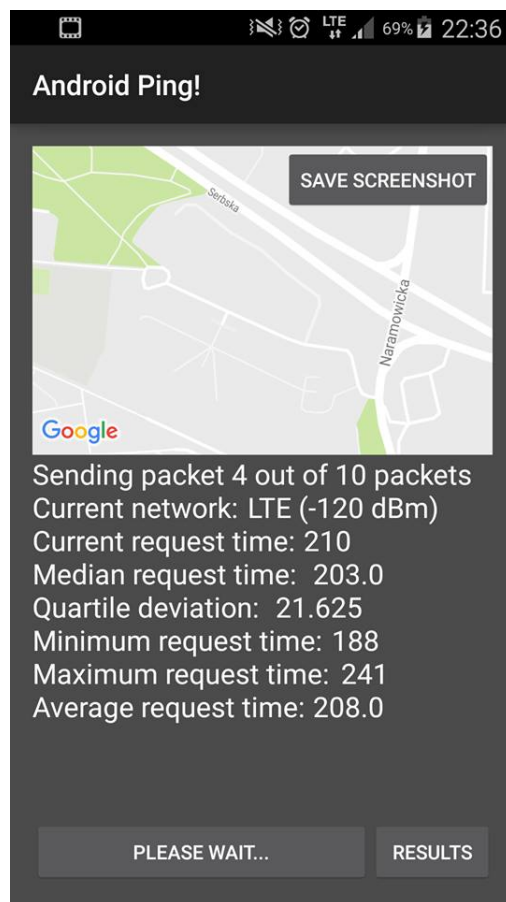 LTE 69% 22:36
Android Ping!
SAVE SCREENSHOT
Serbska
Naramowicka
Google
Sending packet 4 out of 10 packets
Current network: LTE (-120 dBm)
Current request time: 210
Median request time: 203.0
Quartile deviation: 21.625
Minimum request time: 188
Maximum request time: 241
Average request time: 208.0
PLEASE WAIT...
RESULTS